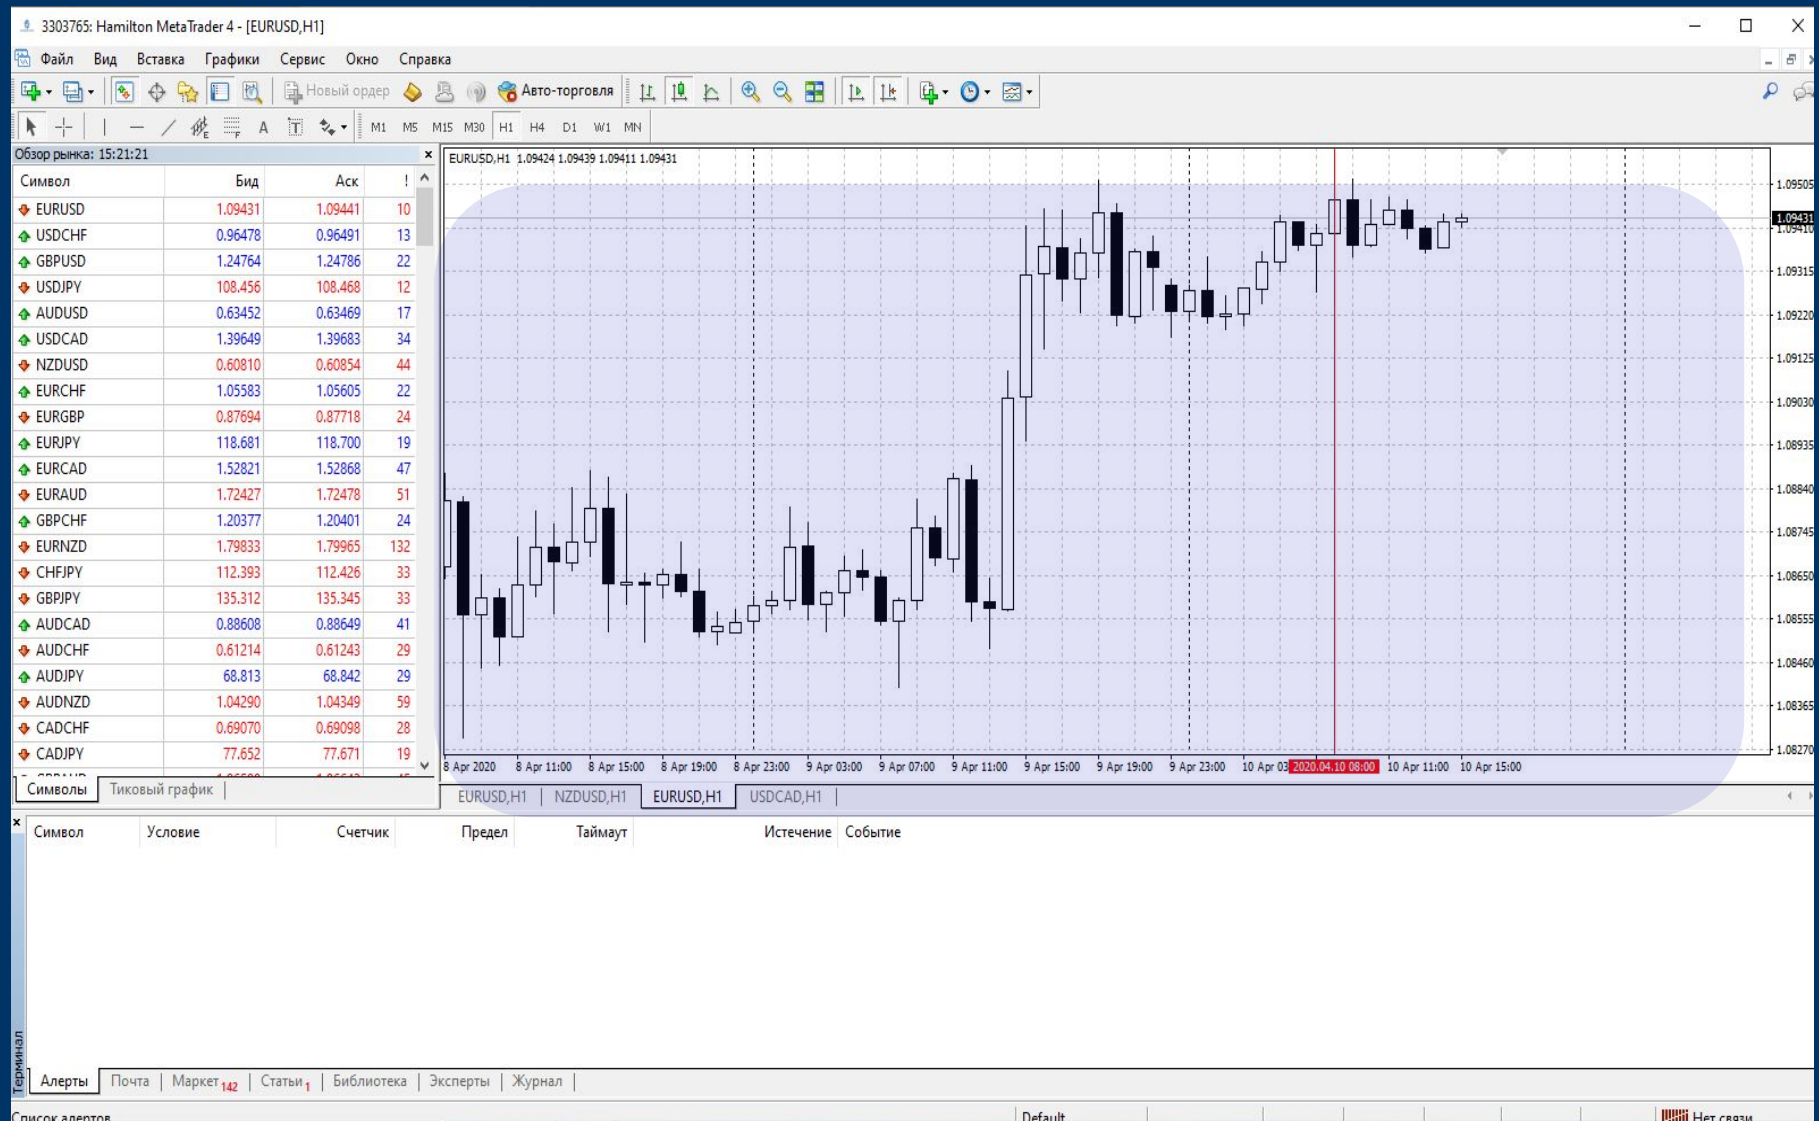 3303765: Hamilton MetaTrader 4 - [EURUSD,H1]
Файл Вид Вставка Графики Сервис Окно Справка
Новый ордер Авто-торговля
E F A T M1 M5 M15 M30 H1 H4 D1 W1 MN
Обзор рынка: 15:21:21
Символ Бид Аск !
EURUSD 1.09431 1.09441 10
USDCHF 0.96478 0.96491 13
GBPUSD 1.24764 1.24786 22
USDJPY 108.456 108.468 12
AUDUSD 0.63452 0.63469 17
USDCAD 1.39649 1.39683 34
NZDUSD 0.60810 0.60854 44
EURCHF 1.05583 1.05605 22
EURGBP 0.87694 0.87718 24
EURJPY 118.681 118.700 19
EURCAD 1.52821 1.52868 47
EURAUD 1.72427 1.72478 51
GBPCHF 1.20377 1.20401 24
EURNZD 1.79833 1.79965 132
CHFJPY 112.393 112.426 33
GBPJPY 135.312 135.345 33
AUDCAD 0.88608 0.88649 41
AUDCHF 0.61214 0.61243 29
AUDJPY 68.813 68.842 29
AUDNZD 1.04290 1.04349 59
CADCHF 0.69070 0.69098 28
CADJPY 77.652 77.671 19
Символы Тиковый график
EURUSD,H1 1.09424 1.09439 1.09411 1.09431
1.09505
1.09431
1.09410
1.09315
1.09220
1.09125
1.09030
1.08935
1.08840
1.08745
1.08650
1.08555
1.08460
1.08365
1.08270
8 Apr 2020 8 Apr 11:00 8 Apr 15:00 8 Apr 19:00 8 Apr 23:00 9 Apr 03:00 9 Apr 07:00 9 Apr 11:00 9 Apr 15:00 9 Apr 19:00 9 Apr 23:00 10 Apr 03 2020.04.10 08:00 10 Apr 11:00 10 Apr 15:00
EURUSD,H1 NZDUSD,H1 EURUSD,H1 USDCAD,H1
Символ Условие Счетчик Предел Таймаут Истечение Событие
Терминал
Алерты Почта Маркет 142 Статьи 1 Библиотека Эксперты Журнал
Список алертов Default Нет связи